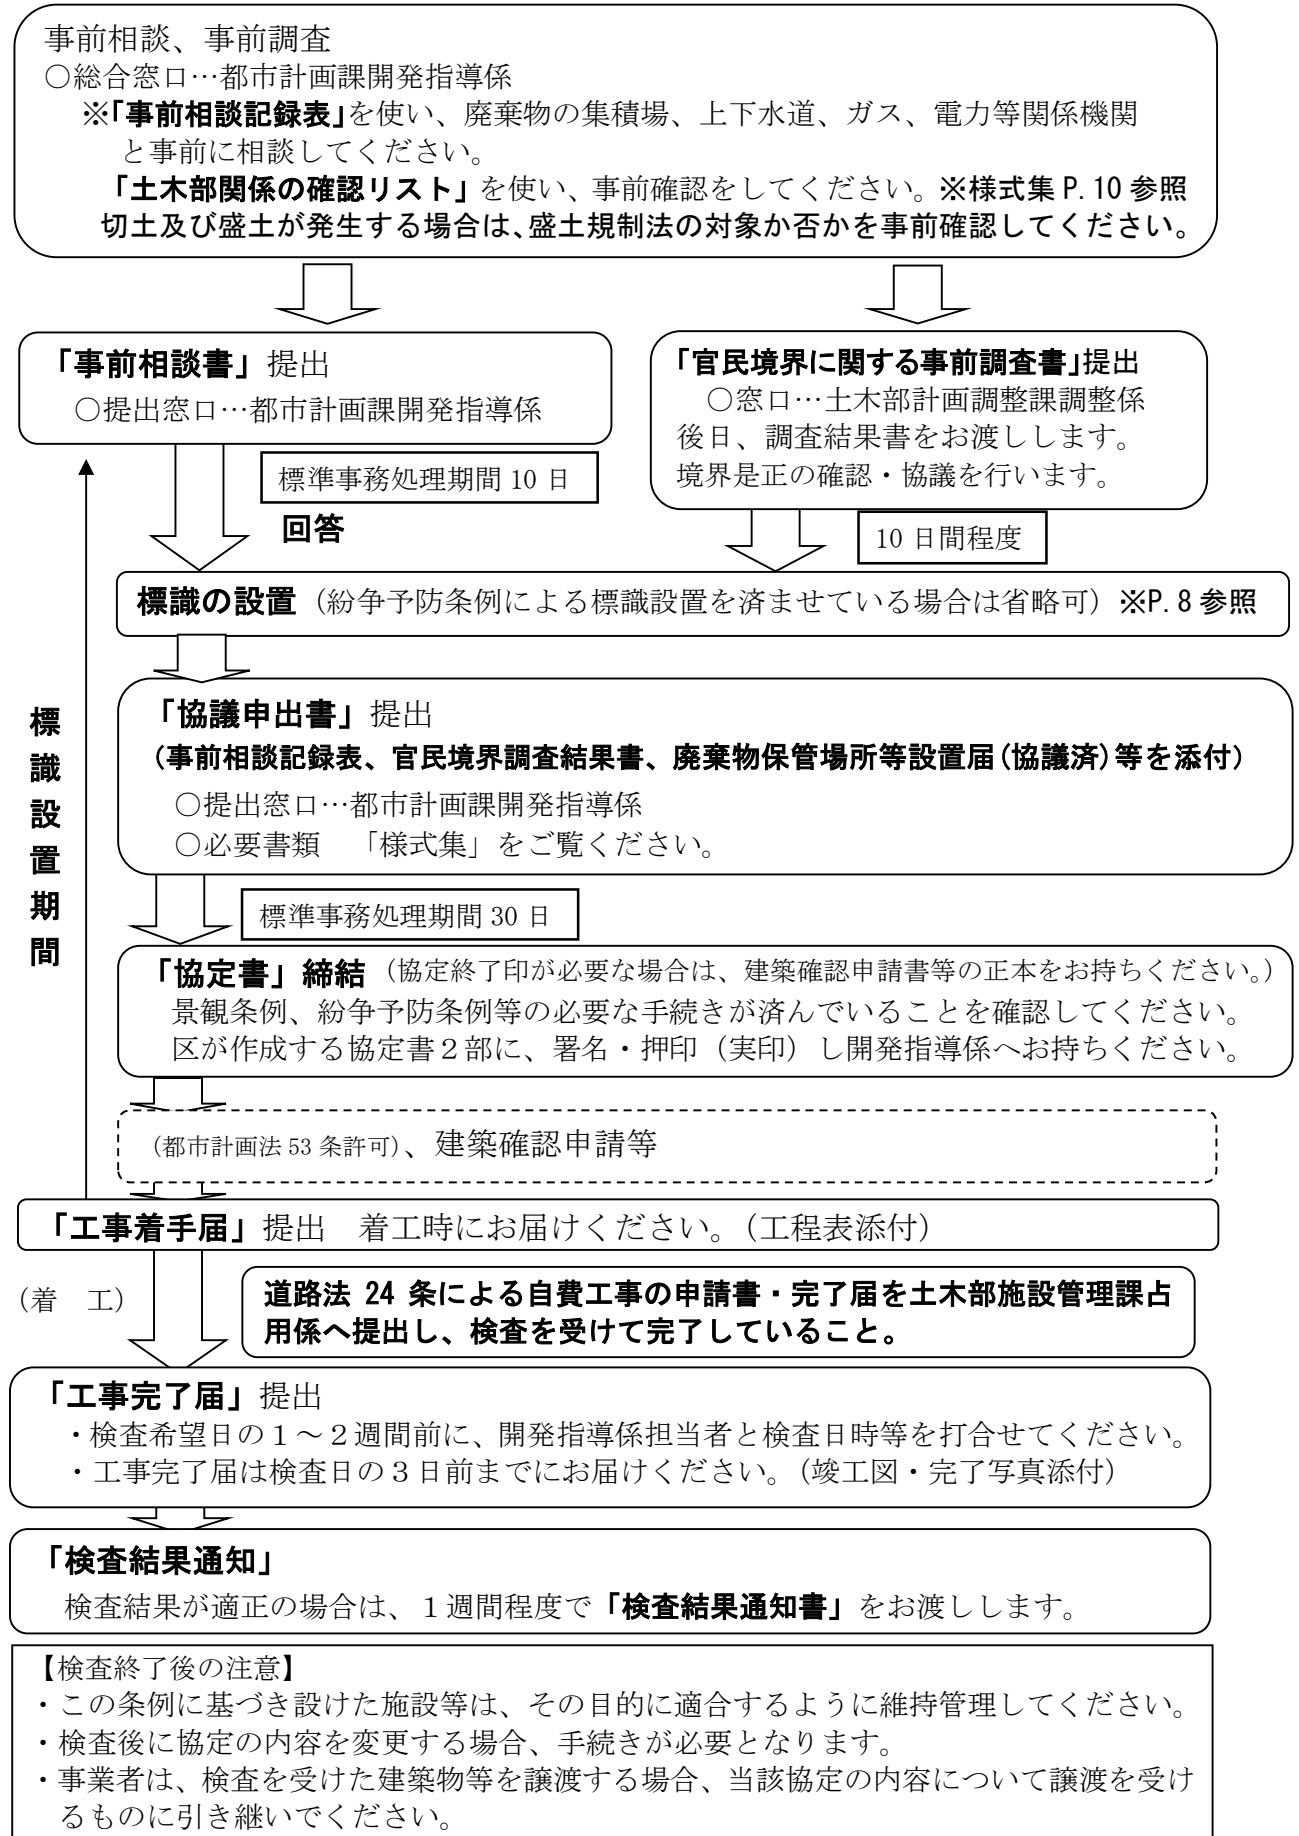 事前相談、事前調査
○総合窓口…都市計画課開発指導係
※「事前相談記録表」を使い、廃棄物の集積場、上下水道、ガス、電力等関係機関
と事前に相談してください。
「土木部関係の確認リスト」を使い、事前確認をしてください。※様式集 P.10 参照
切土及び盛土が発生する場合は、盛土規制法の対象か否かを事前確認してください。
「事前相談書」提出
○提出窓口…都市計画課開発指導係
「官民境界に関する事前調査書」提出
○窓口…土木部計画調整課調整係
後日、調査結果書をお渡しします。
境界是正の確認・協議を行います。
標準事務処理期間 10 日
回答
10 日間程度
標識の設置（紛争予防条例による標識設置を済ませている場合は省略可）※P.8 参照
標識設置期間
「協議申出書」提出
（事前相談記録表、官民境界調査結果書、廃棄物保管場所等設置届（協議済）等を添付）
○提出窓口…都市計画課開発指導係
○必要書類　「様式集」をご覧ください。
標準事務処理期間 30 日
「協定書」締結（協定終了印が必要な場合は、建築確認申請書等の正本をお持ちください。）
景観条例、紛争予防条例等の必要な手続きが済んでいることを確認してください。
区が作成する協定書２部に、署名・押印（実印）し開発指導係へお持ちください。
（都市計画法 53 条許可）、建築確認申請等
「工事着手届」提出　着工時にお届けください。（工程表添付）
（着　工）
道路法 24 条による自費工事の申請書・完了届を土木部施設管理課占
用係へ提出し、検査を受けて完了していること。
「工事完了届」提出
・検査希望日の１～２週間前に、開発指導係担当者と検査日時等を打合せてください。
・工事完了届は検査日の３日前までにお届けください。（竣工図・完了写真添付）
「検査結果通知」
検査結果が適正の場合は、１週間程度で「検査結果通知書」をお渡しします。
【検査終了後の注意】
・この条例に基づき設けた施設等は、その目的に適合するように維持管理してください。
・検査後に協定の内容を変更する場合、手続きが必要となります。
・事業者は、検査を受けた建築物等を譲渡する場合、当該協定の内容について譲渡を受け
るものに引き継いでください。